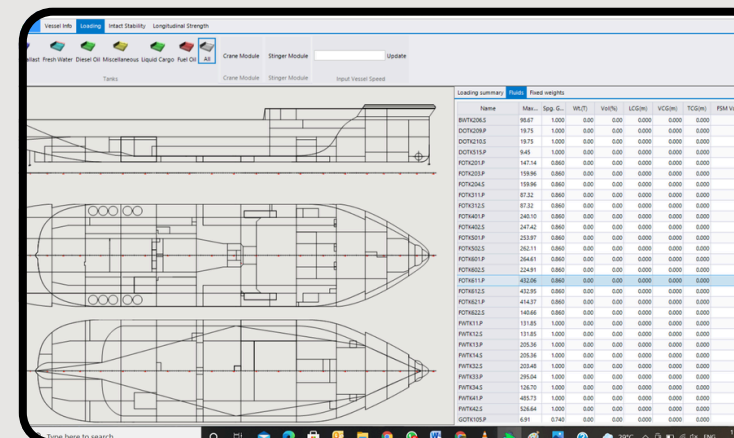 Vessel Info Loading Intact Stability Longitudinal Strength
Fresh Water Diesel Oil Miscellaneous Liquid Cargo Fuel Oil All Crane Module Stinger Module Update
Tanks Crane Module Stinger Module Input Vessel Speed
Loading summary Fluids Fixed weights
Name Max... Spg. G... Wt.(T) Vol(%) LCG(m) VCG(m) TCG(m) FSM
BWTK206.S 98.67 1.000 0.00 0.00 0.000 0.000 0.000
DOTK209.P 19.75 1.000 0.00 0.00 0.000 0.000 0.000
DOTK210.S 19.75 1.000 0.00 0.00 0.000 0.000 0.000
DOTK515.P 9.45 1.000 0.00 0.00 0.000 0.000 0.000
FOTK201.P 147.14 0.860 0.00 0.00 0.000 0.000 0.000
FOTK203.P 159.96 0.860 0.00 0.00 0.000 0.000 0.000
FOTK204.S 159.96 0.860 0.00 0.00 0.000 0.000 0.000
FOTK311.P 87.32 0.860 0.00 0.00 0.000 0.000 0.000
FOTK312.S 87.32 0.860 0.00 0.00 0.000 0.000 0.000
FOTK401.P 240.10 0.860 0.00 0.00 0.000 0.000 0.000
FOTK402.S 247.42 0.860 0.00 0.00 0.000 0.000 0.000
FOTK501.P 253.97 0.860 0.00 0.00 0.000 0.000 0.000
FOTK502.S 262.11 0.860 0.00 0.00 0.000 0.000 0.000
FOTK601.P 264.61 0.860 0.00 0.00 0.000 0.000 0.000
FOTK602.S 224.91 0.860 0.00 0.00 0.000 0.000 0.000
FOTK611.P 432.06 0.860 0.00 0.00 0.000 0.000 0.000
FOTK612.S 432.95 0.860 0.00 0.00 0.000 0.000 0.000
FOTK621.P 414.37 0.860 0.00 0.00 0.000 0.000 0.000
FOTK622.S 140.66 0.860 0.00 0.00 0.000 0.000 0.000
FWTK11.P 131.85 1.000 0.00 0.00 0.000 0.000 0.000
FWTK12.S 131.85 1.000 0.00 0.00 0.000 0.000 0.000
FWTK13.P 205.36 1.000 0.00 0.00 0.000 0.000 0.000
FWTK14.S 205.36 1.000 0.00 0.00 0.000 0.000 0.000
FWTK32.S 203.48 1.000 0.00 0.00 0.000 0.000 0.000
FWTK33.P 295.04 1.000 0.00 0.00 0.000 0.000 0.000
FWTK34.S 126.70 1.000 0.00 0.00 0.000 0.000 0.000
FWTK41.P 485.73 1.000 0.00 0.00 0.000 0.000 0.000
FWTK42.S 526.64 1.000 0.00 0.00 0.000 0.000 0.000
GOTK105.P 6.91 0.740 0.00 0.00 0.000 0.000 0.000
Type here to search 29°C ENG